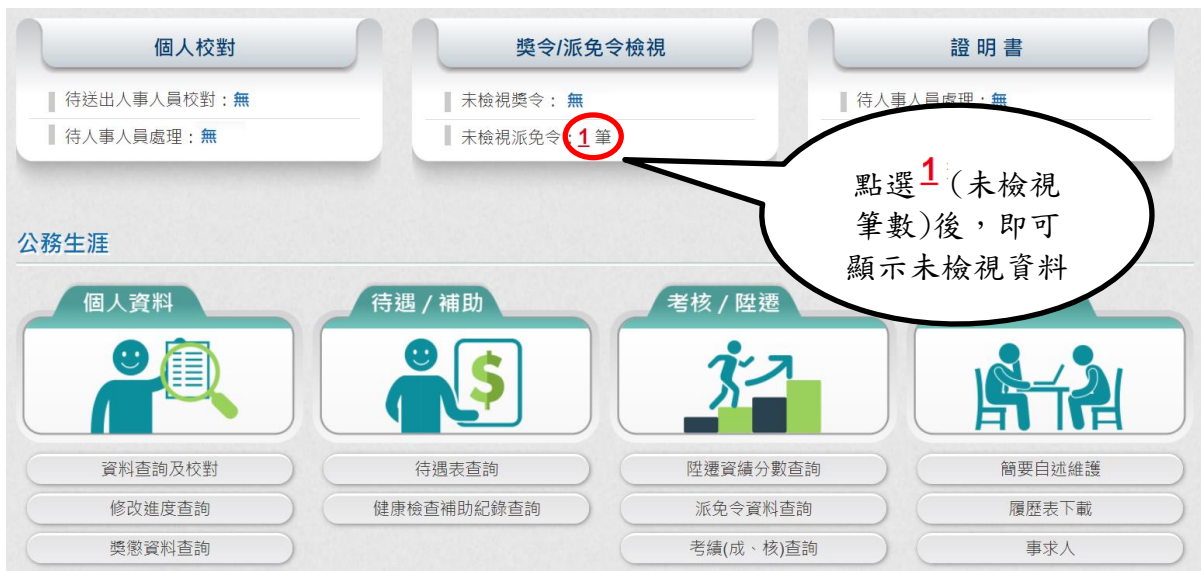 個人校對
待送出人事人員校對：無
待人事人員處理：無
獎令/派免令檢視
未檢視獎令： 無
未檢視派免令：1 筆
證 明 書
待人事人員處理：無
點選1 (未檢視
筆數)後，即可
顯示未檢視資料
公務生涯
個人資料
資料查詢及校對
修改進度查詢
獎懲資料查詢
待遇 / 補助
待遇表查詢
健康檢查補助紀錄查詢
考核 / 陞遷
陞遷資績分數查詢
派免令資料查詢
考績(成、核)查詢
簡要自述維護
履歷表下載
事求人